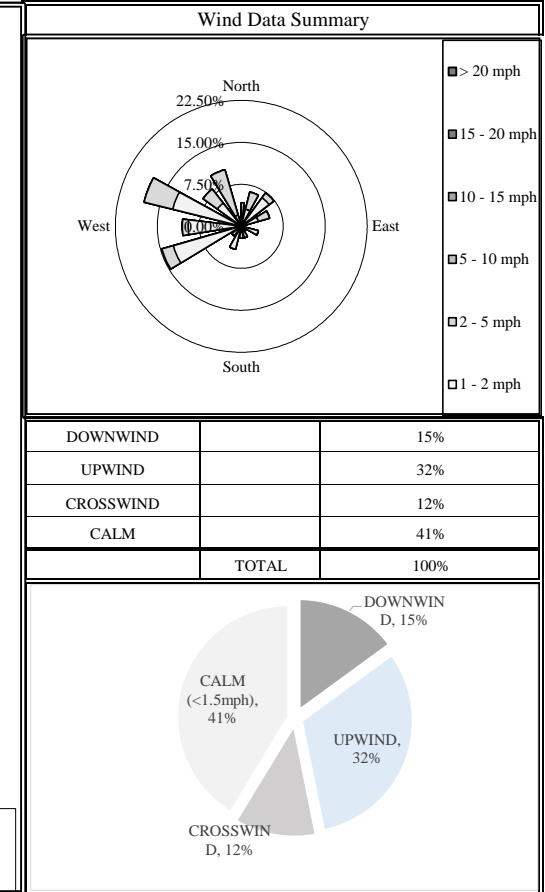 Wind Data Summary
North
22.50%
15.00%
7.50%
0.00%
West
East
South
> 20 mph
15 - 20 mph
10 - 15 mph
5 - 10 mph
2 - 5 mph
1 - 2 mph
DOWNWIND 15%
UPWIND 32%
CROSSWIND 12%
CALM 41%
TOTAL 100%
DOWNWIN
D, 15%
CALM
(<1.5mph),
41%
UPWIND,
32%
CROSSWIN
D, 12%